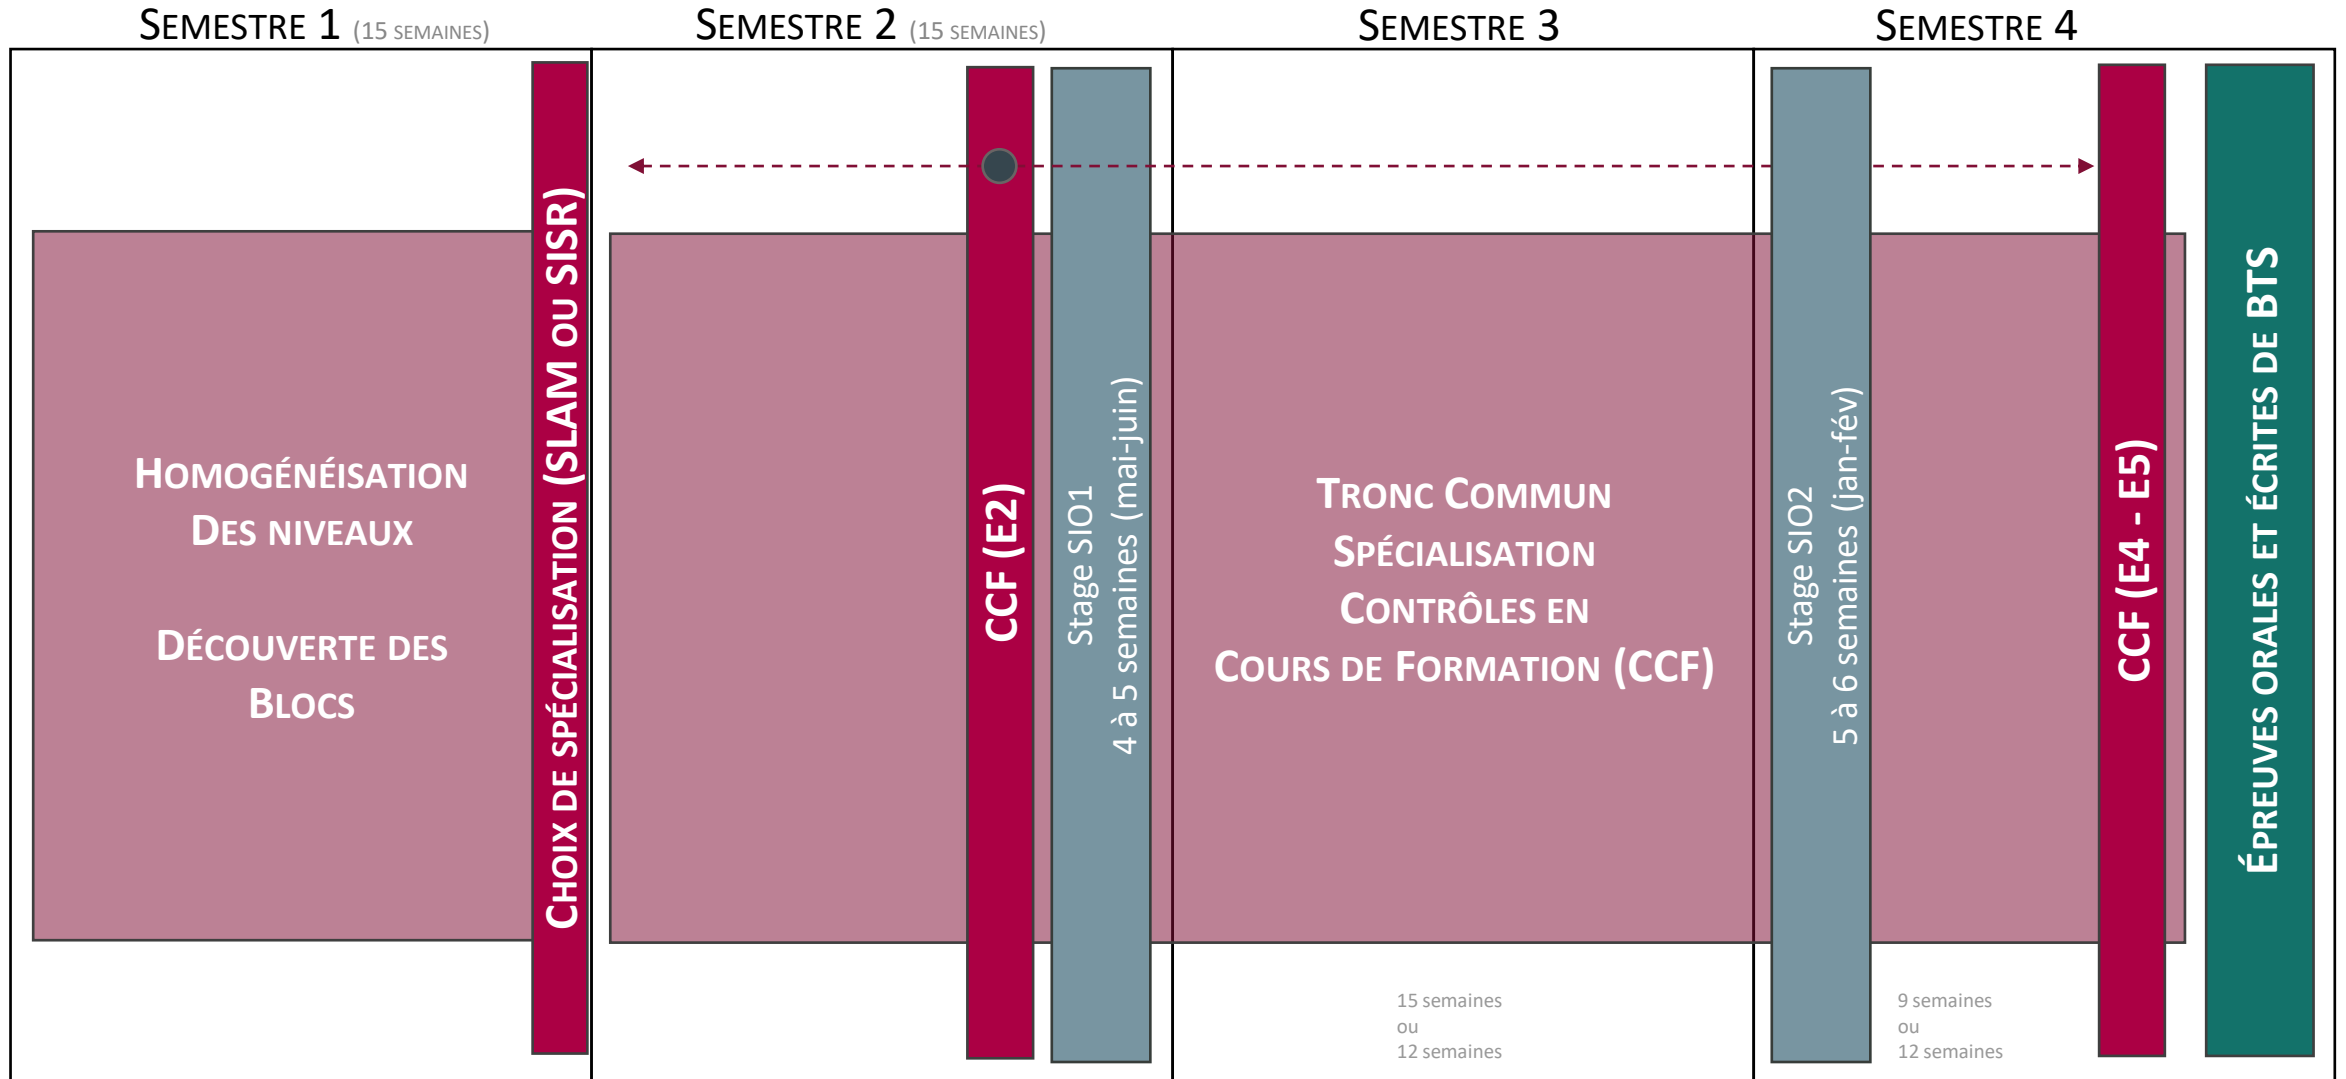 SEMESTRE 1 (15 SEMAINES)
SEMESTRE 2 (15 SEMAINES)
SEMESTRE 3
SEMESTRE 4
HOMOGÉNÉISATION
DES NIVEAUX
DÉCOUVERTE DES
BLOCS
CHOIX DE SPÉCIALISATION (SLAM OU SISR)
CCF (E2)
Stage SIO1
4 à 5 semaines (mai-juin)
TRONC COMMUN
SPÉCIALISATION
CONTRÔLES EN
COURS DE FORMATION (CCF)
15 semaines
ou
12 semaines
Stage SIO2
5 à 6 semaines (jan-fév)
9 semaines
ou
12 semaines
CCF (E4 - E5)
ÉPREUVES ORALES ET ÉCRITES DE BTS